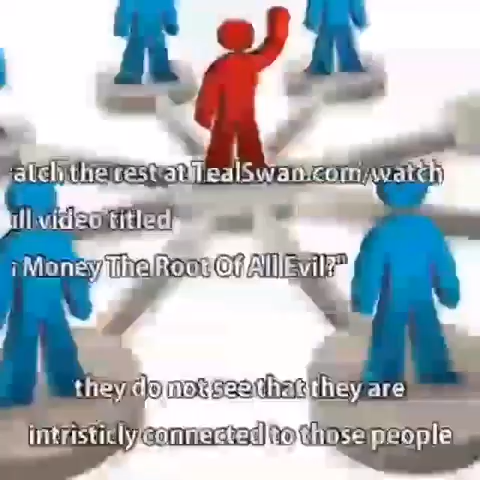 atch the rest at TealSwan.com/watch
ull video titled
Money The Root Of All Evil?"
they do not see that they are
intristicly connected to those people